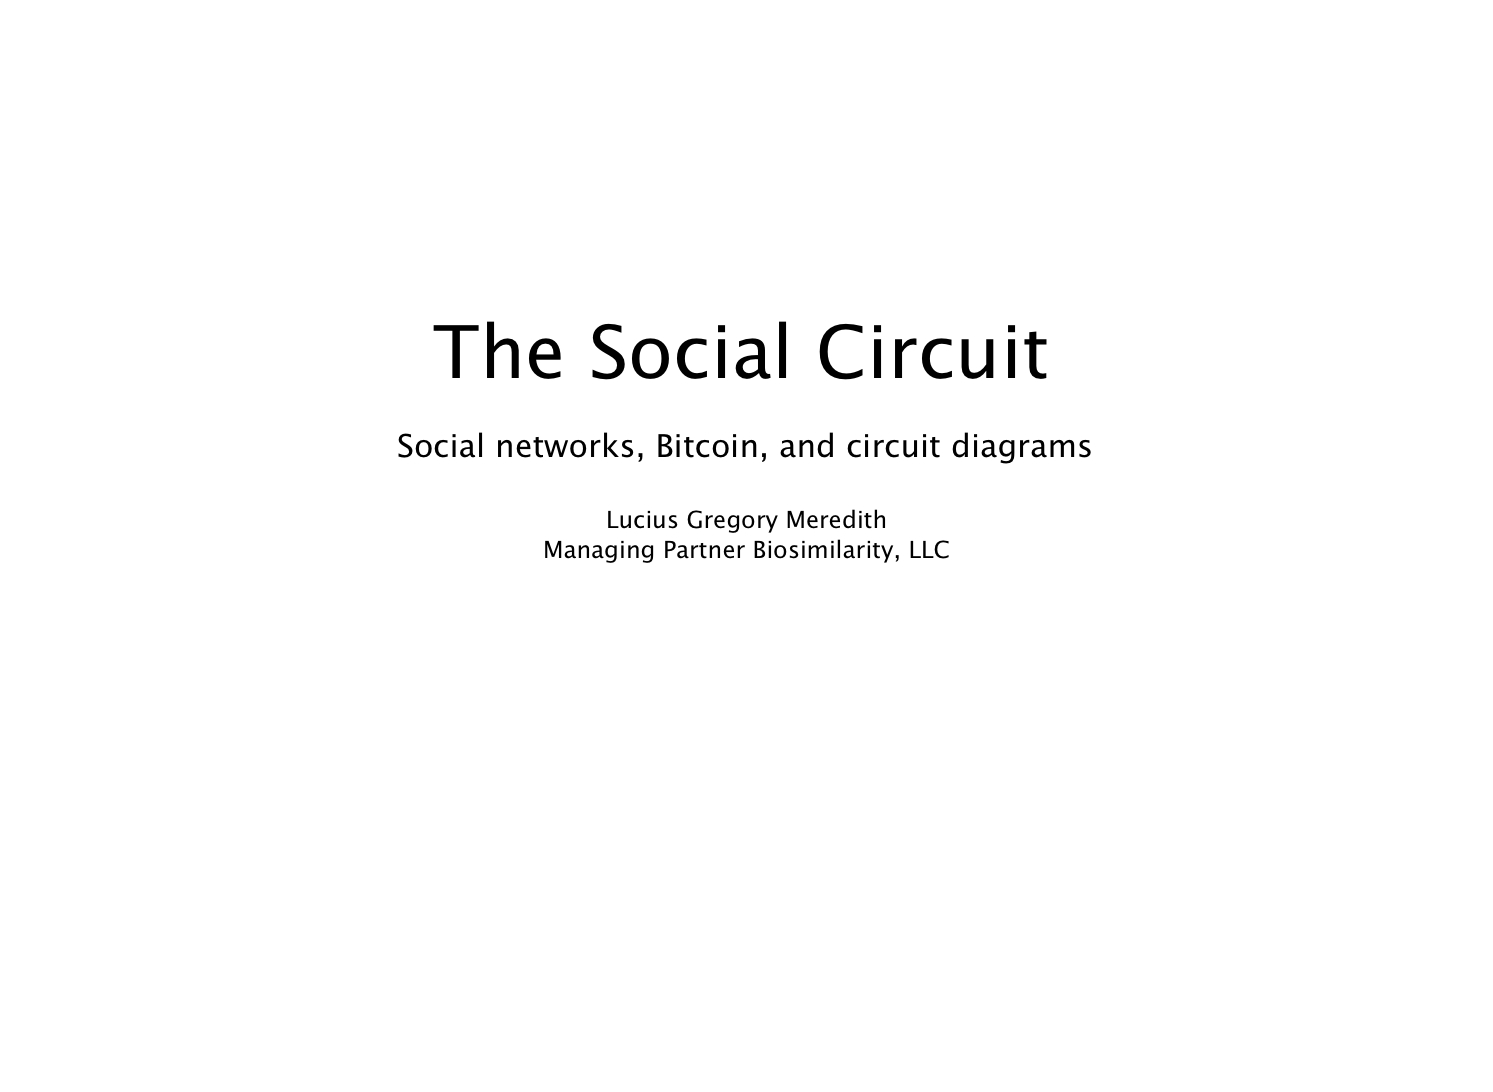 The Social Circuit
Social networks, Bitcoin, and circuit diagrams
Lucius Gregory Meredith
Managing Partner Biosimilarity, LLC